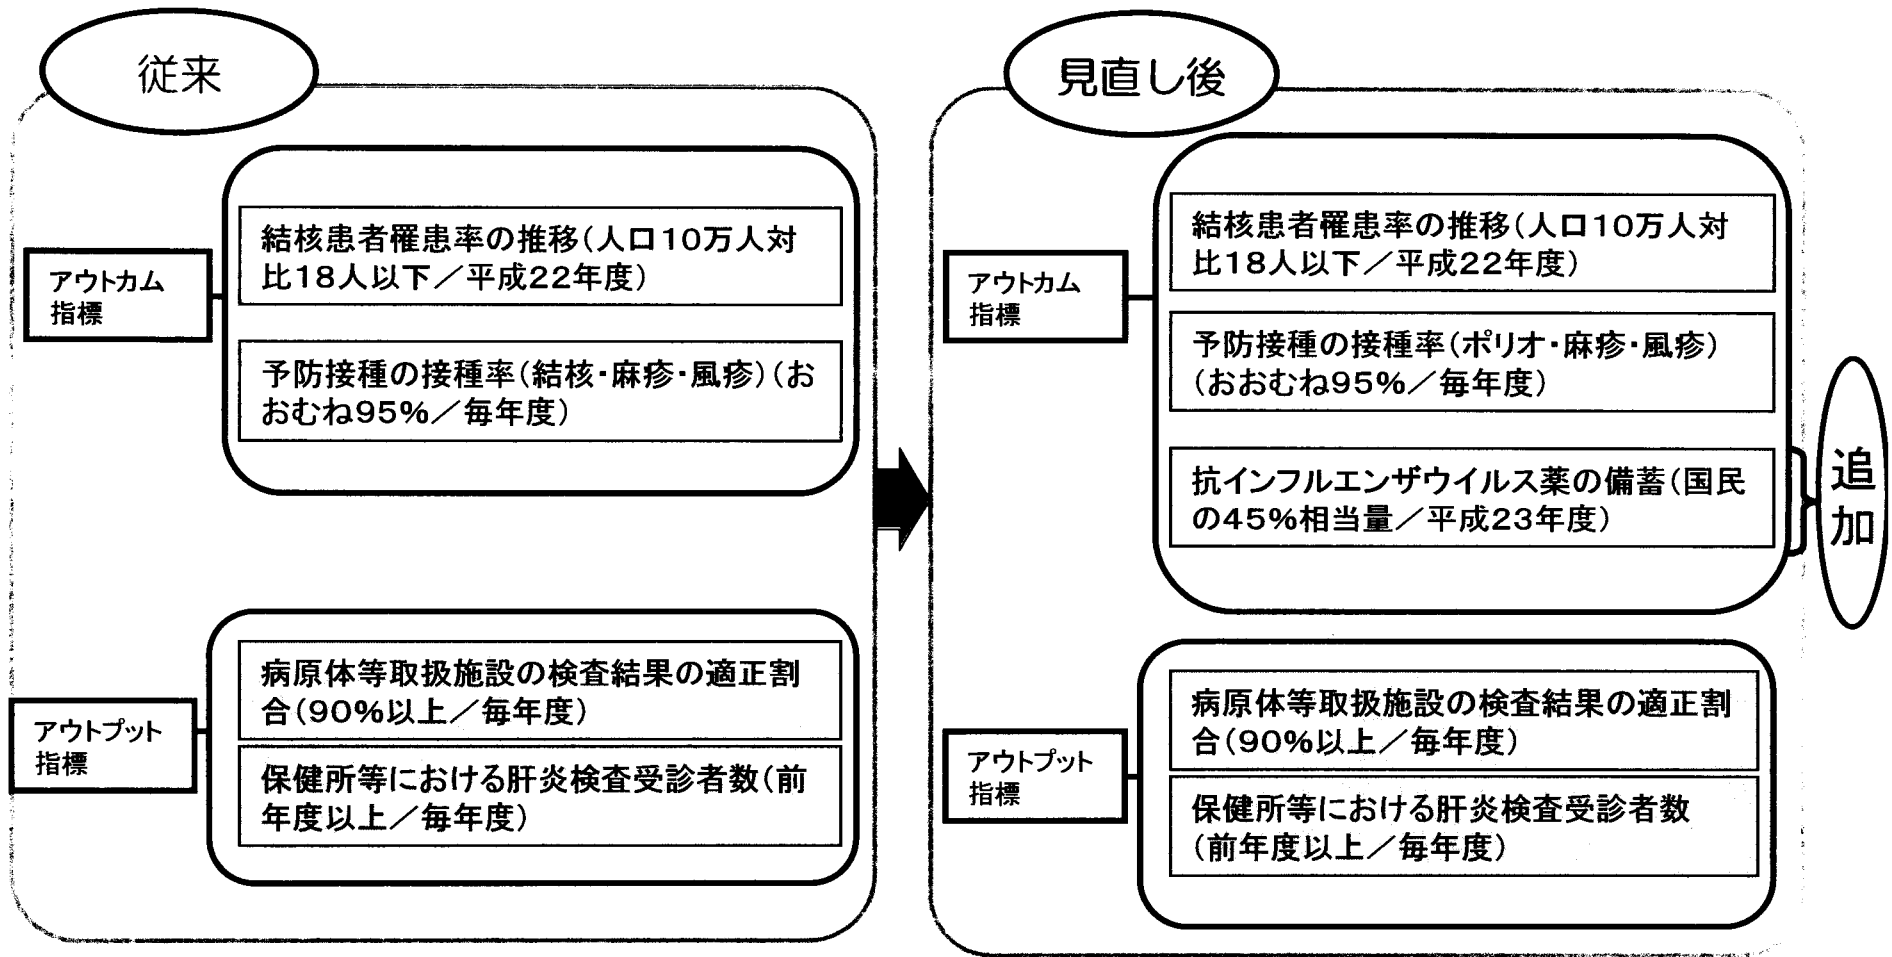 従来
アウトカム
指標
結核患者罹患率の推移(人口10万人対
比18人以下／平成22年度)
予防接種の接種率(結核・麻疹・風疹)(お
おむね95%／毎年度)
アウトプット
指標
病原体等取扱施設の検査結果の適正割
合(90%以上／毎年度)
保健所等における肝炎検査受診者数(前
年度以上／毎年度)
見直し後
アウトカム
指標
結核患者罹患率の推移(人口10万人対
比18人以下／平成22年度)
予防接種の接種率(ポリオ・麻疹・風疹)
(おおむね95%／毎年度)
抗インフルエンザウイルス薬の備蓄(国民
の45%相当量／平成23年度)
追
加
アウトプット
指標
病原体等取扱施設の検査結果の適正割
合(90%以上／毎年度)
保健所等における肝炎検査受診者数
(前年度以上／毎年度)